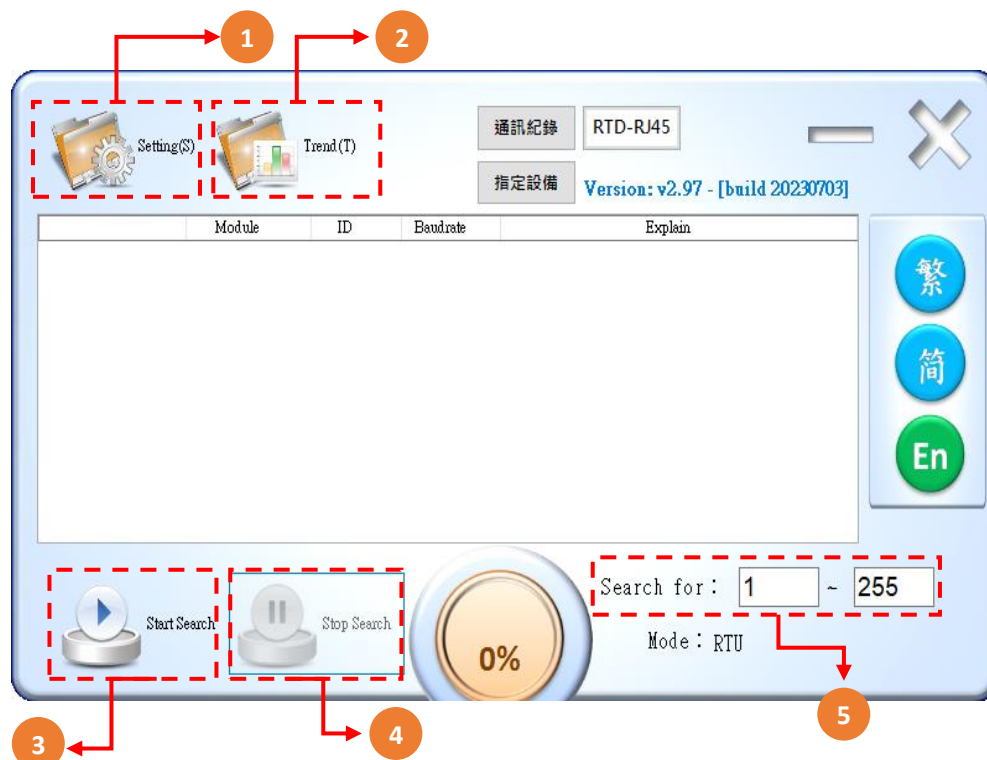 1
2
Setting(S)
Trend(T)
通訊紀錄
RTD-RJ45
指定設備
Version: v2.97 - [build 20230703]
Module ID Baudrate Explain
繁
简
En
Start Search
Stop Search
0%
Search for： 1 ~ 255
Mode：RTU
3
4
5